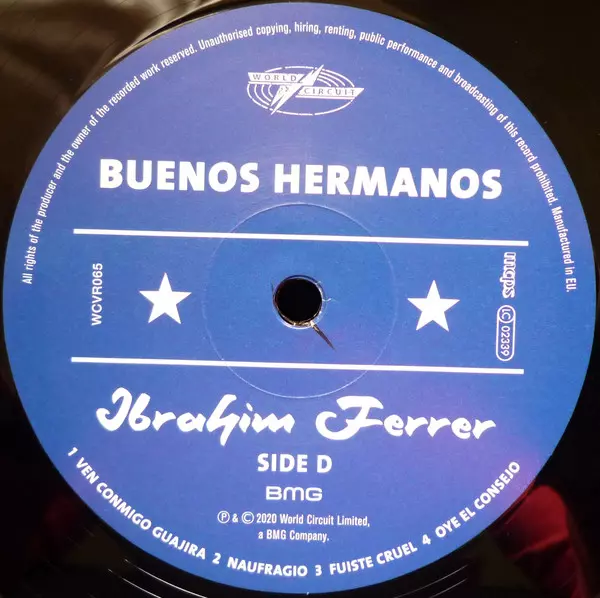 All rights of the producer and the owner of the recorded work reserved. Unauthorised copying, hiring, renting, public performance and broadcasting of this record prohibited. Manufactured in EU.
WORLD CIRCUIT
BUENOS HERMANOS
WCVR065
mcps
LC 02339
Ibrahim Ferrer
SIDE D
BMG
Ⓟ & © 2020 World Circuit Limited,
a BMG Company.
1 VEN CONMIGO GUAJIRA 2 NAUFRAGIO 3 FUISTE CRUEL 4 OYE EL CONSEJO